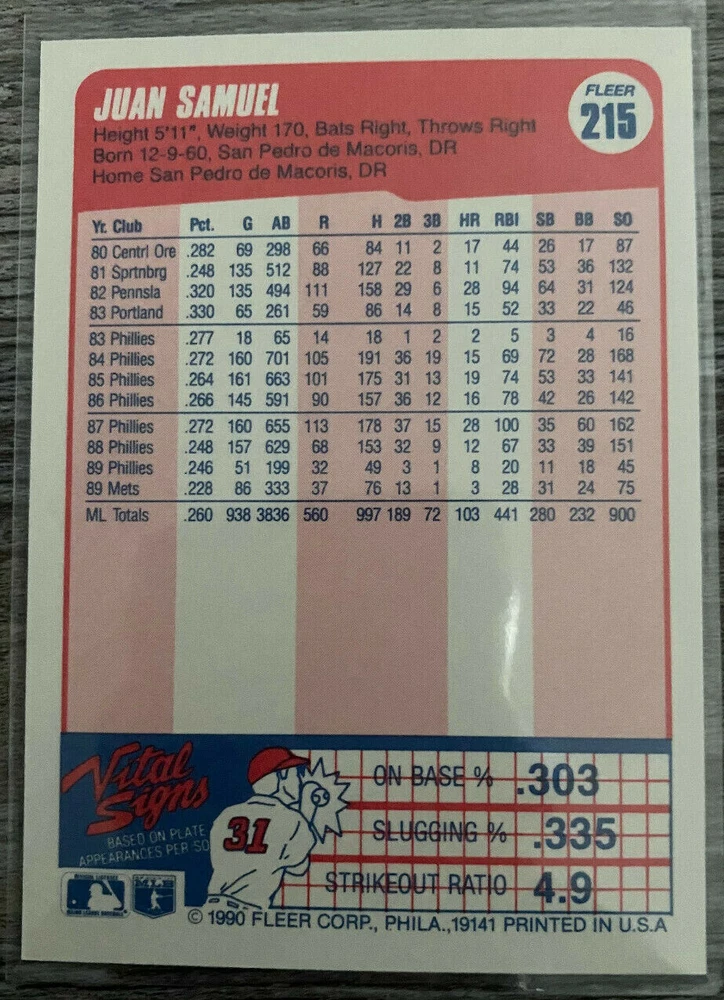 JUAN SAMUEL
FLEER
215
Height 5'11", Weight 170, Bats Right, Throws Right
Born 12-9-60, San Pedro de Macoris, DR
Home San Pedro de Macoris, DR
Yr. Club Pct. G AB R H 2B 3B HR RBI SB BB SO
80 Centrl Ore .282 69 298 66 84 11 2 17 44 26 17 87
81 Sprtnbrg .248 135 512 88 127 22 8 11 74 53 36 132
82 Pennsla .320 135 494 111 158 29 6 28 94 64 31 124
83 Portland .330 65 261 59 86 14 8 15 52 33 22 46
83 Phillies .277 18 65 14 18 1 2 2 5 3 4 16
84 Phillies .272 160 701 105 191 36 19 15 69 72 28 168
85 Phillies .264 161 663 101 175 31 13 19 74 53 33 141
86 Phillies .266 145 591 90 157 36 12 16 78 42 26 142
87 Phillies .272 160 655 113 178 37 15 28 100 35 60 162
88 Phillies .248 157 629 68 153 32 9 12 67 33 39 151
89 Phillies .246 51 199 32 49 3 1 8 20 11 18 45
89 Mets .228 86 333 37 76 13 1 3 28 31 24 75
ML Totals .260 938 3836 560 997 189 72 103 441 280 232 900
Vital
Signs
BASED ON PLATE
APPEARANCES PER SO
31
ON BASE % .303
SLUGGING % .335
STRIKEOUT RATIO 4.9
© 1990 FLEER CORP., PHILA.,19141 PRINTED IN U.S.A